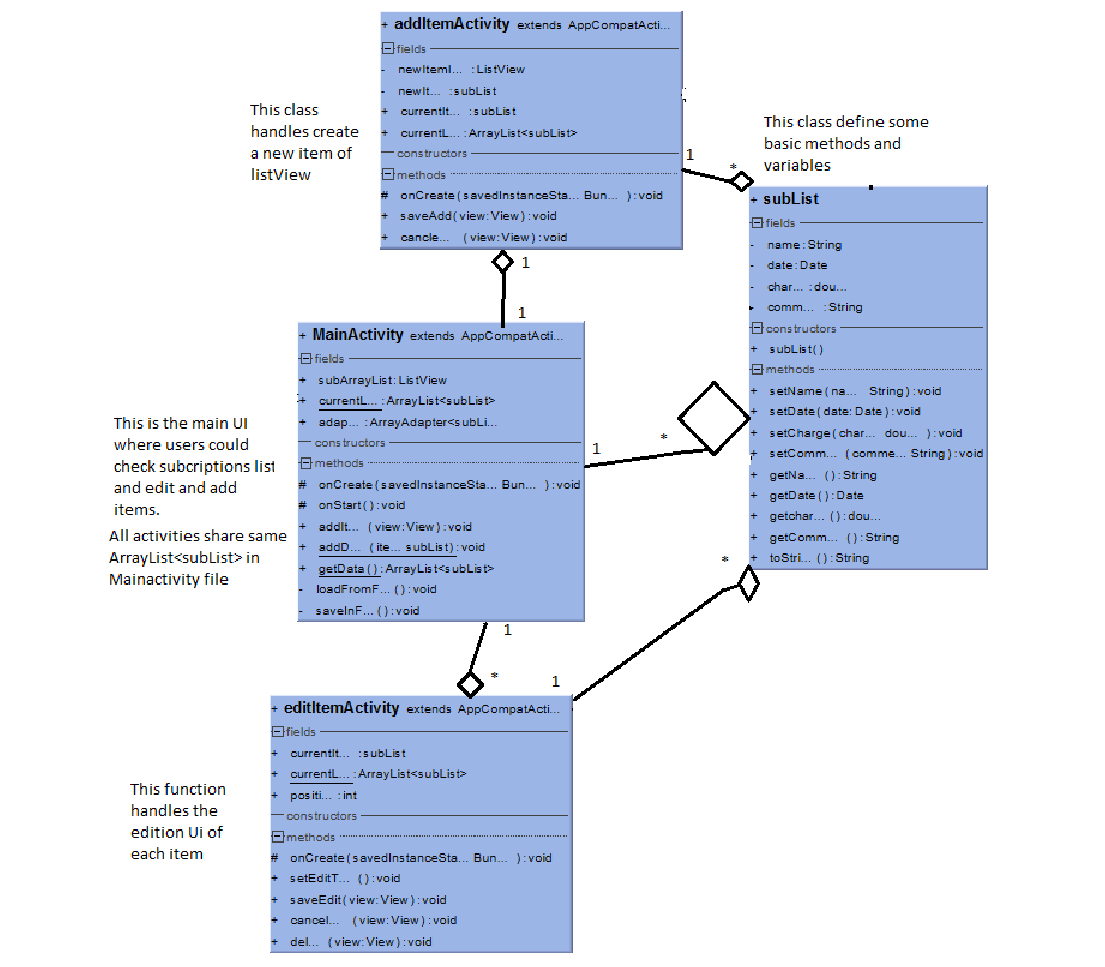 + addItemActivity extends AppCompatActi...
fields
- newItemI... :ListView
- newIt... :subList
+ currentIt... :subList
+ currentL... :ArrayList<subList>
constructors
methods
# onCreate(savedInstanceSta... Bun... ):void
+ saveAdd(view:View):void
+ cancle... (view:View):void
This class
handles create
a new item of
listView
This class define some
basic methods and
variables
1
*
+ subList
fields
- name:String
- date:Date
- char... :dou...
comm... :String
constructors
+ subList()
methods
+ setName(na... String):void
+ setDate(date:Date):void
+ setCharge(char... dou... ):void
+ setComm... (comme... String):void
+ getNa... ():String
+ getDate():Date
+ getchar... ():dou...
+ getComm... ():String
+ toStri... ():String
1
1
+ MainActivity extends AppCompatActi...
fields
+ subArrayList:ListView
+ currentL... :ArrayList<subList>
+ adap... :ArrayAdapter<subLi...
constructors
methods
# onCreate(savedInstanceSta... Bun... ):void
# onStart():void
+ addIt... (view:View):void
+ addD... (ite... subList):void
+ getData():ArrayList<subList>
- loadFromF... ():void
- saveInF... ():void
1
*
This is the main UI
where users could
check subcriptions list
and edit and add
items.
All activities share same
ArrayList<subList> in
Mainactivity file
1
*
1
*
+ editItemActivity extends AppCompatActi...
fields
+ currentIt... :subList
+ currentL... :ArrayList<subList>
+ positi... :int
constructors
methods
# onCreate(savedInstanceSta... Bun... ):void
+ setEditT... ():void
+ saveEdit(view:View):void
+ cancel... (view:View):void
+ del... (view:View):void
This function
handles the
edition Ui of
each item